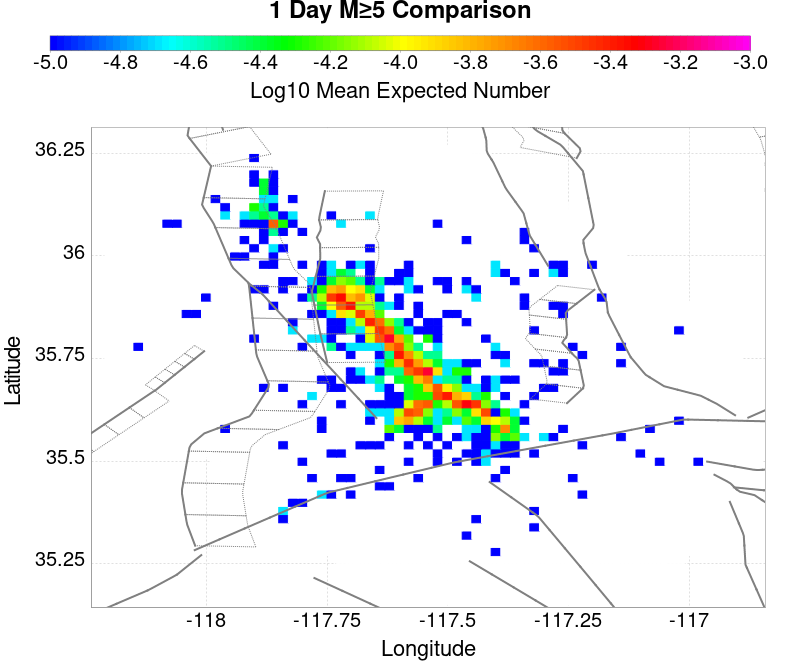 1 Day M≥5 Comparison
-5.0 -4.8 -4.6 -4.4 -4.2 -4.0 -3.8 -3.6 -3.4 -3.2 -3.0
Log10 Mean Expected Number
36.25
36
35.75
35.5
35.25
Latitude
-118 -117.75 -117.5 -117.25 -117
Longitude